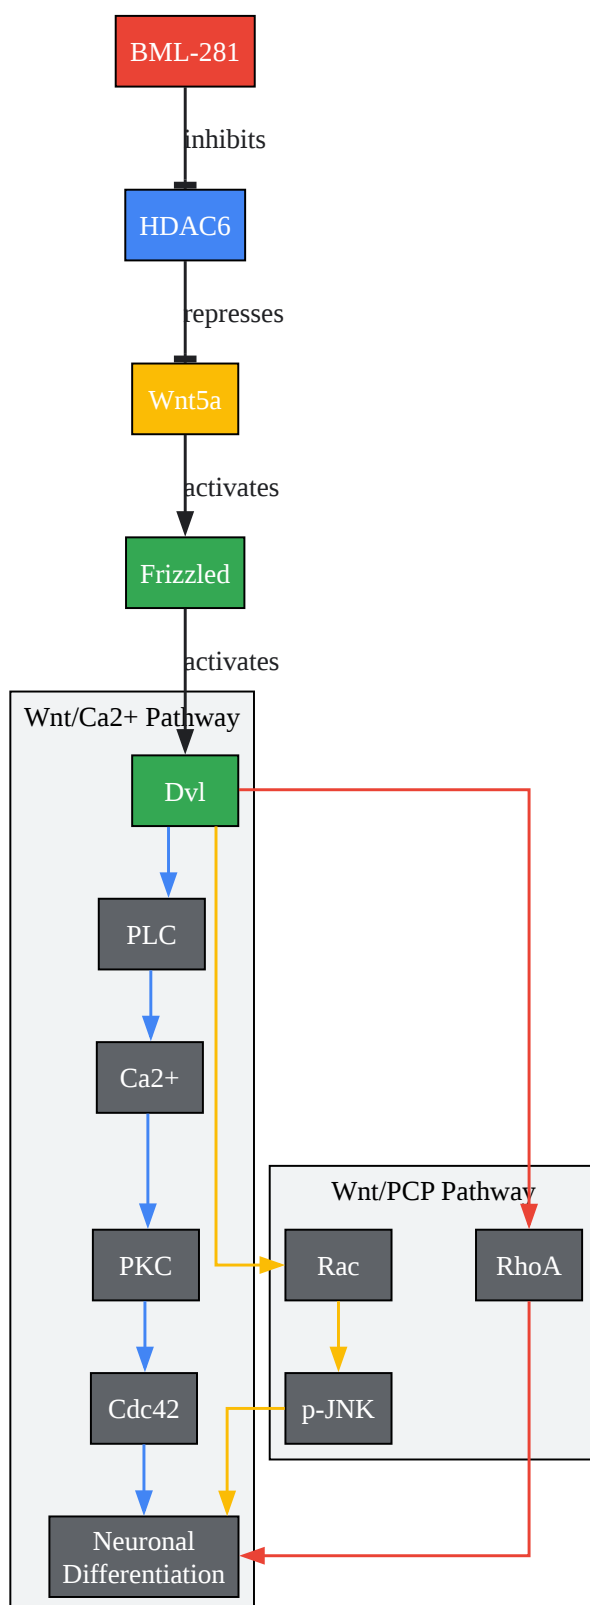 BML-281
inhibits
HDAC6
represses
Wnt5a
activates
Frizzled
activates
Wnt/Ca2+ Pathway
Dvl
PLC
Ca2+
Wnt/PCP Pathway
PKC
Rac
RhoA
Cdc42
p-JNK
Neuronal
Differentiation